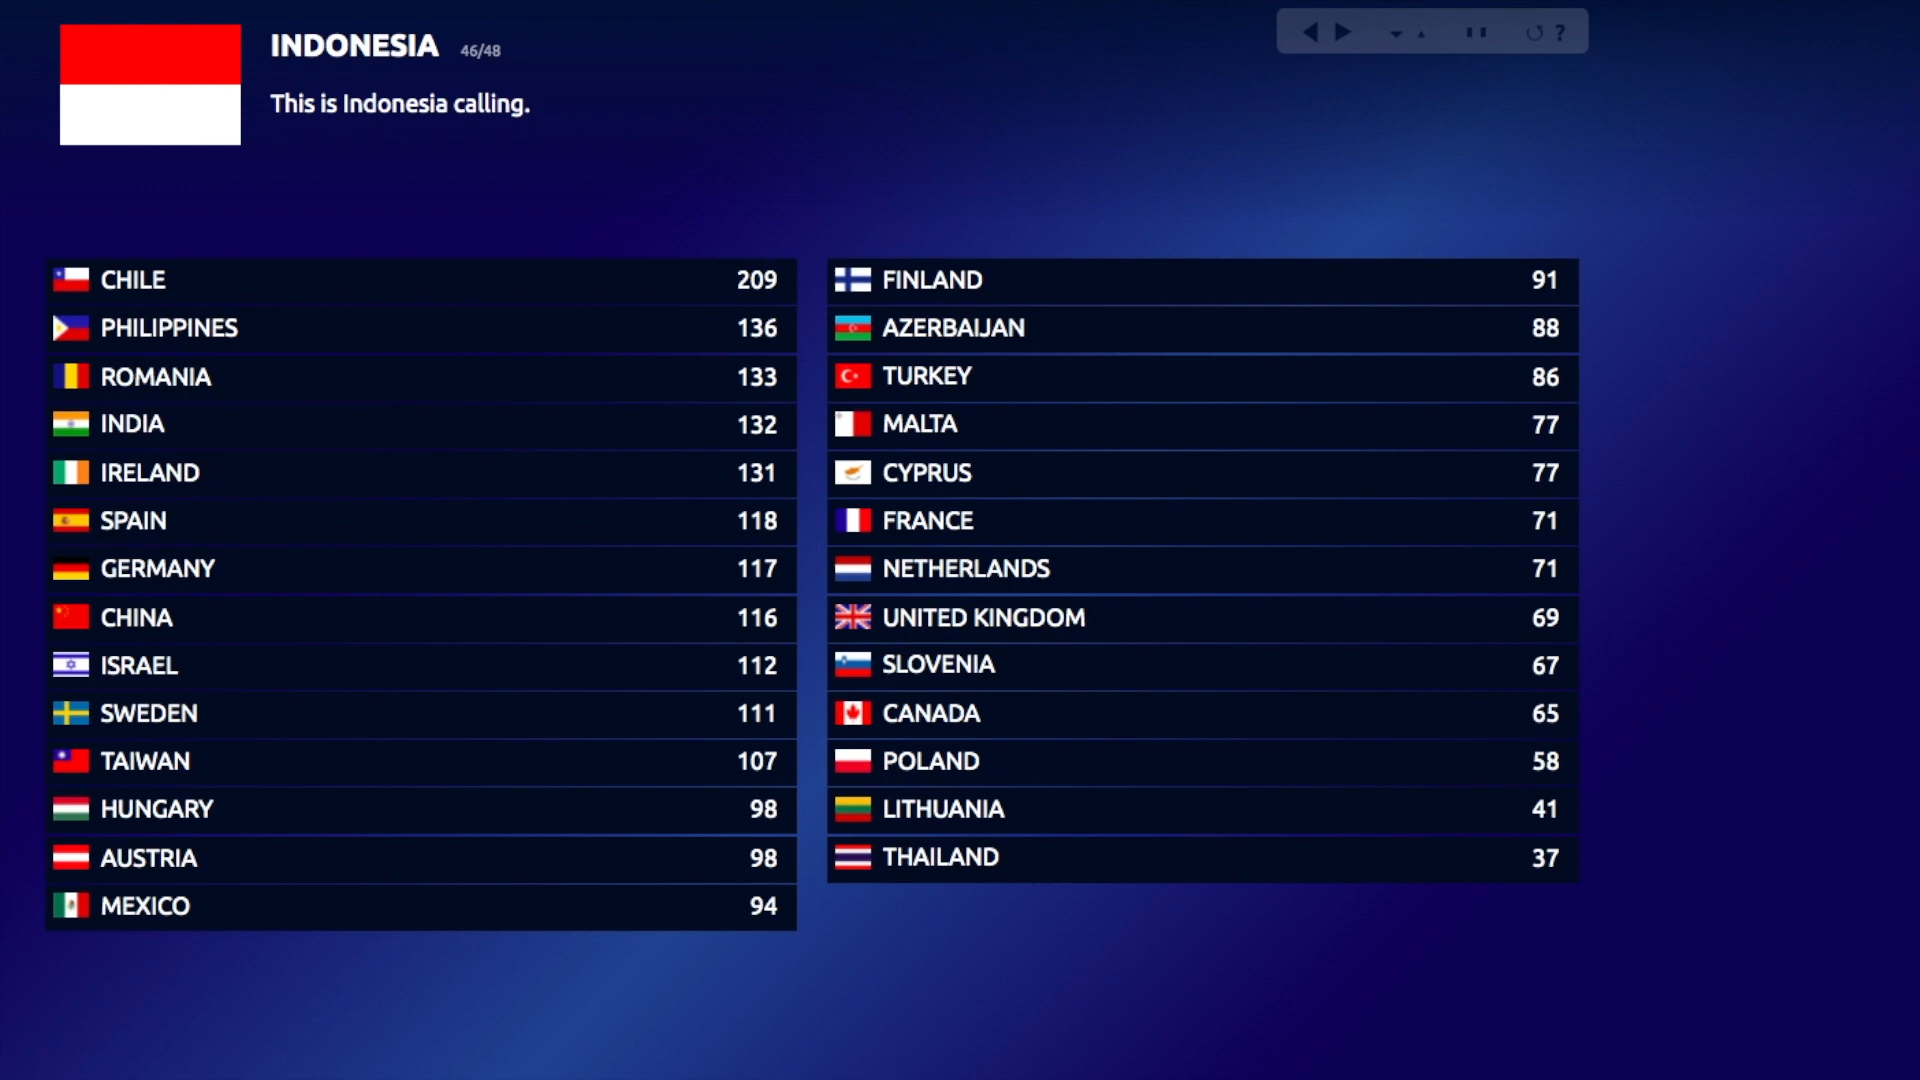 INDONESIA 46/48
This is Indonesia calling.
?
CHILE 209
PHILIPPINES 136
ROMANIA 133
INDIA 132
IRELAND 131
SPAIN 118
GERMANY 117
CHINA 116
ISRAEL 112
SWEDEN 111
TAIWAN 107
HUNGARY 98
AUSTRIA 98
MEXICO 94
FINLAND 91
AZERBAIJAN 88
TURKEY 86
MALTA 77
CYPRUS 77
FRANCE 71
NETHERLANDS 71
UNITED KINGDOM 69
SLOVENIA 67
CANADA 65
POLAND 58
LITHUANIA 41
THAILAND 37